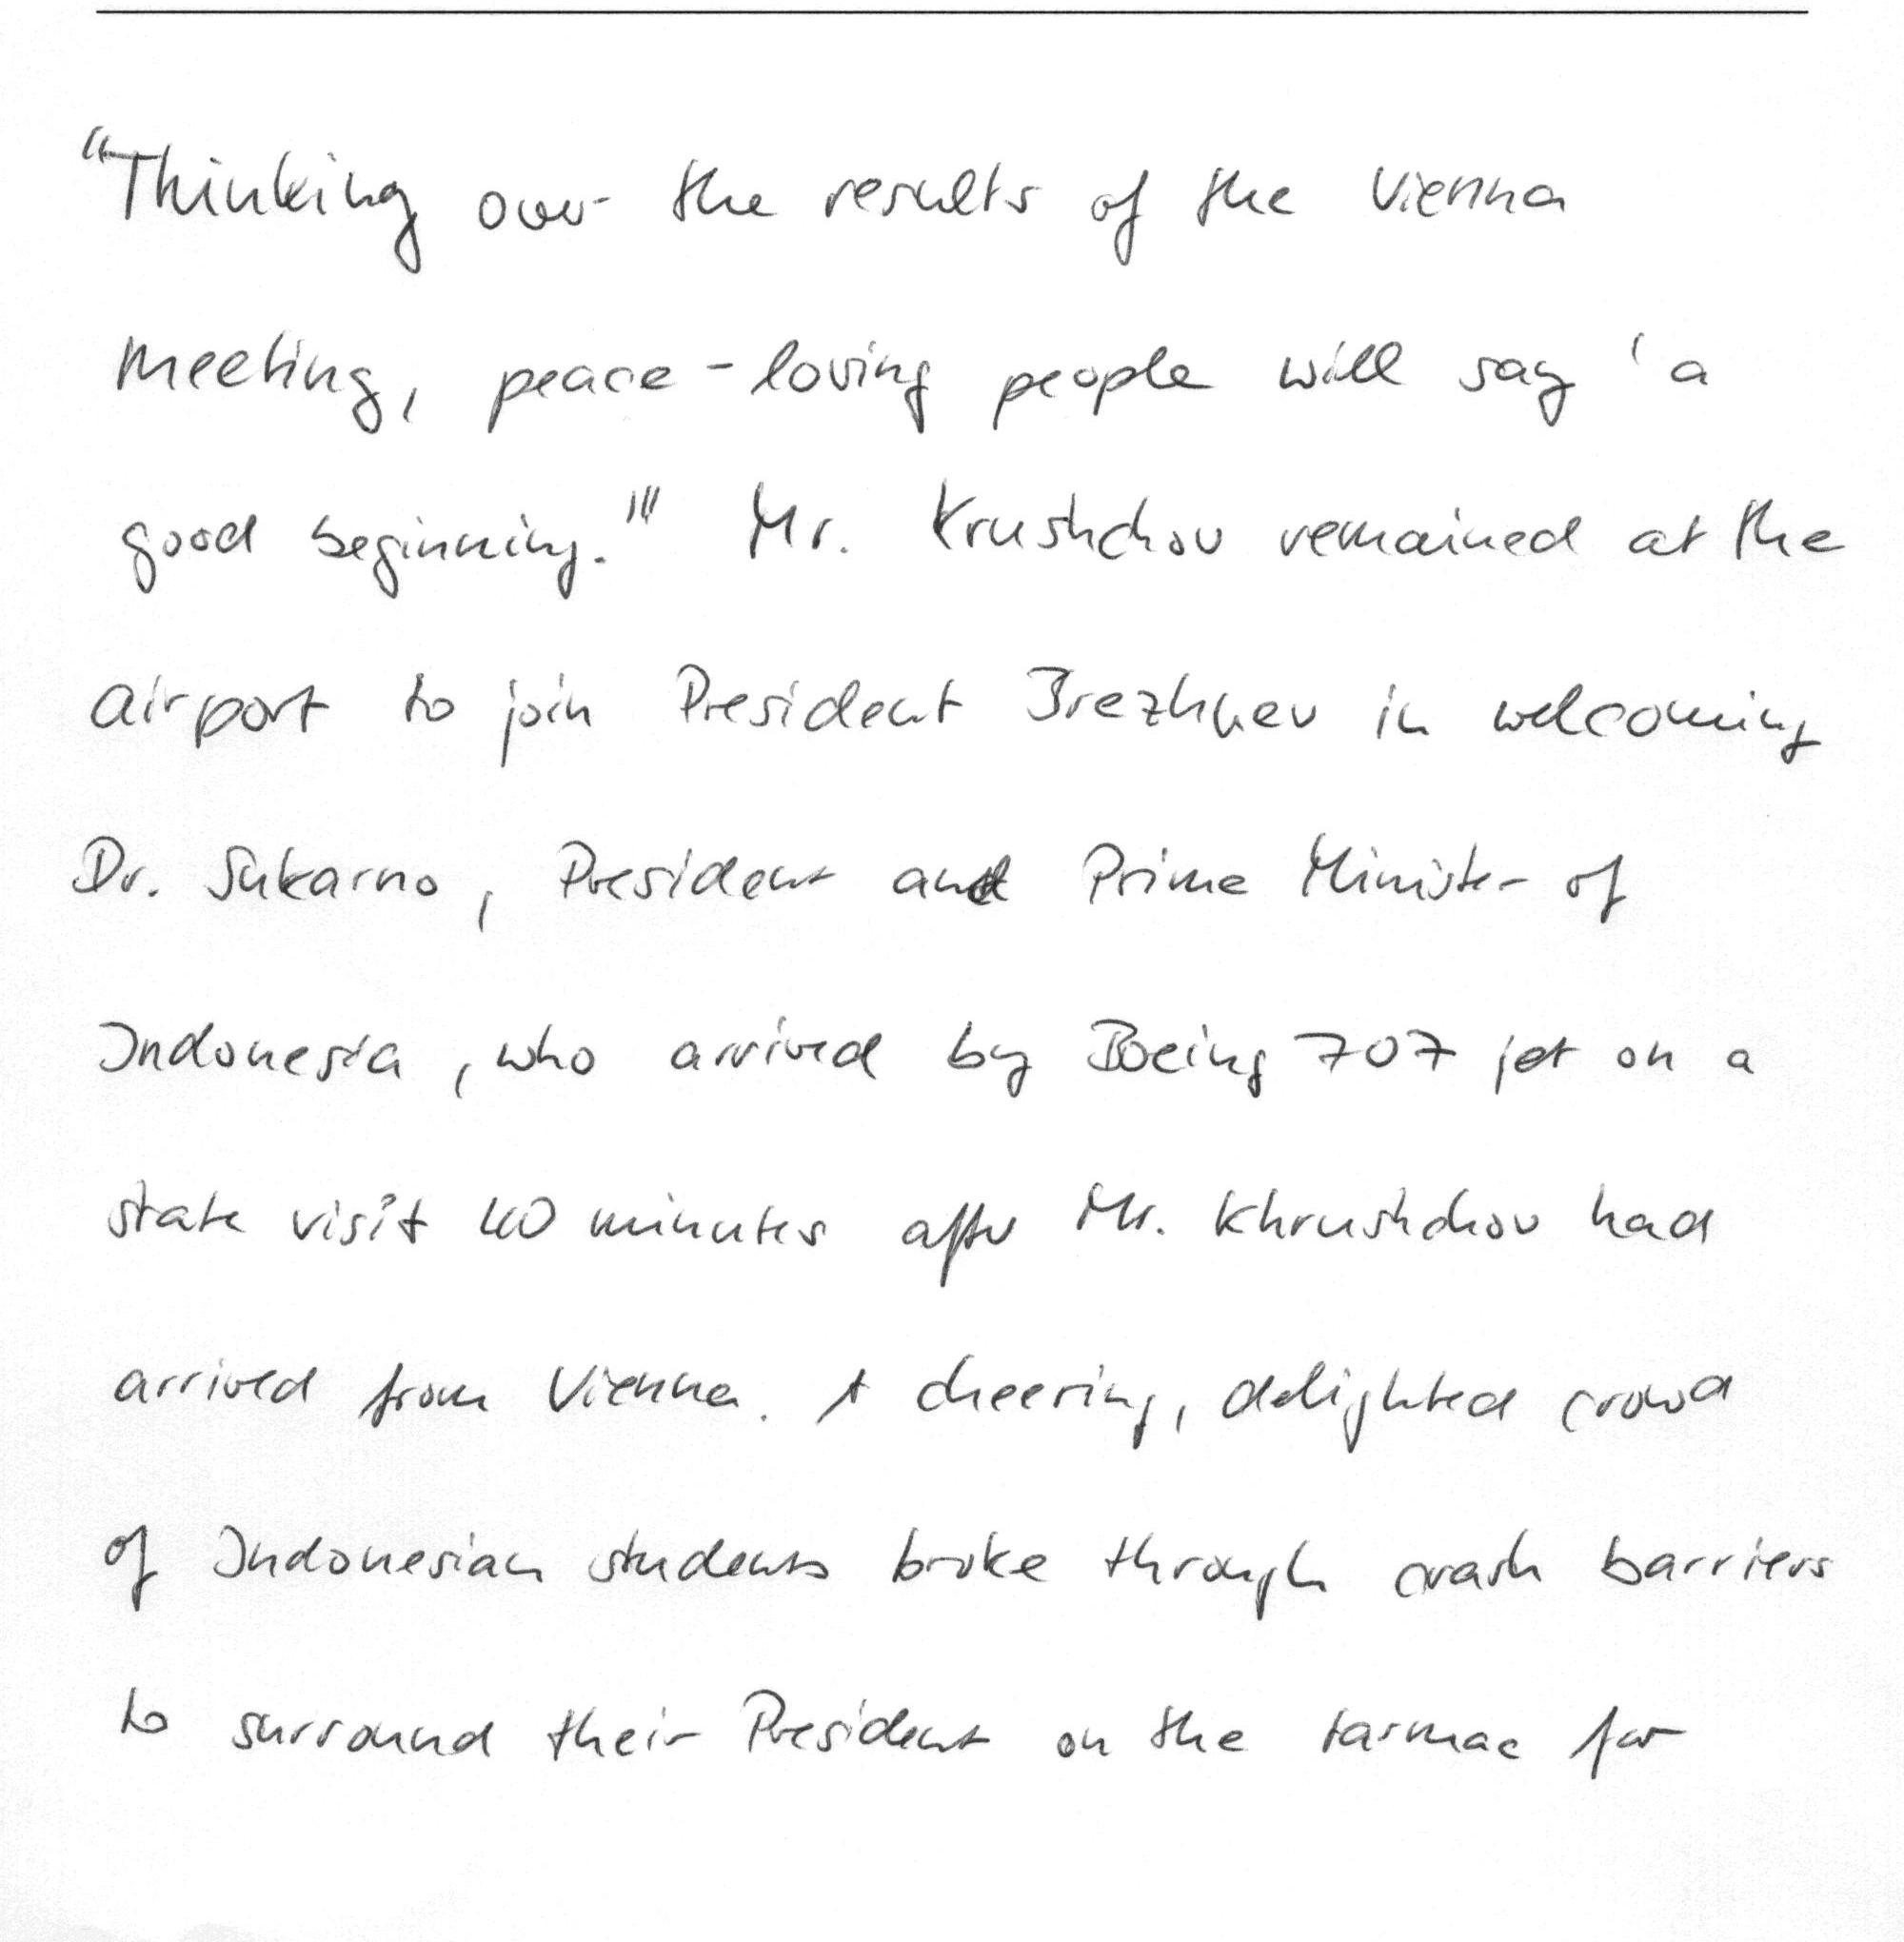 "Thinking over the results of the Vienna
meeting, peace-loving people will say 'a
good beginning.'" Mr. Krushchov remained at the
airport to join President Brezhnev in welcoming
Dr. Sukarno, President and Prime Minister of
Indonesia, who arrived by Boeing 707 jet on a
state visit 40 minutes after Mr. Khrushchov had
arrived from Vienna. A cheering, delighted crowd
of Indonesian students broke through crash barriers
to surround their President on the tarmac for